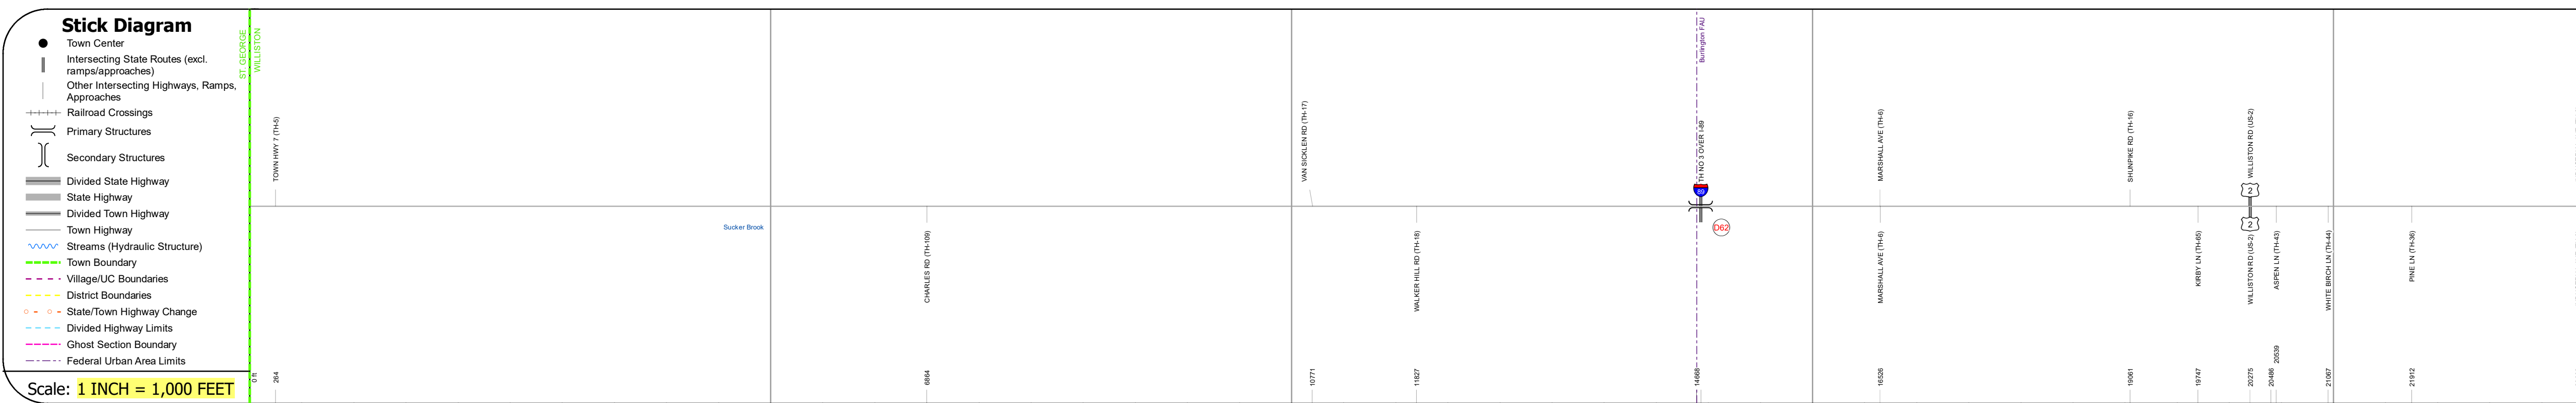 Stick Diagram
Town Center
Intersecting State Routes (excl.
ramps/approaches)
Other Intersecting Highways, Ramps,
Approaches
Railroad Crossings
Primary Structures
Secondary Structures
Divided State Highway
State Highway
Divided Town Highway
Town Highway
Streams (Hydraulic Structure)
Town Boundary
Village/UC Boundaries
District Boundaries
State/Town Highway Change
Divided Highway Limits
Ghost Section Boundary
Federal Urban Area Limits
Scale: 1 INCH = 1,000 FEET
ST. GEORGE
WILLISTON
TOWN HWY 7 (TH-5)
VAN SICKLEN RD (TH-17)
Burlington FAU
TH NO 3 OVER I-89
89
MARSHALL AVE (TH-6)
SHUNPIKE RD (TH-16)
WILLISTON RD (US-2)
2
2
Sucker Brook
D62
CHARLES RD (TH-109)
WALKER HILL RD (TH-18)
MARSHALL AVE (TH-6)
KIRBY LN (TH-65)
WILLISTON RD (US-2)
ASPEN LN (TH-43)
WHITE BIRCH LN (TH-44)
PINE LN (TH-36)
0 ft
264
6864
10771
11827
14668
16526
19061
19747
20275
20486
20539
21067
21912